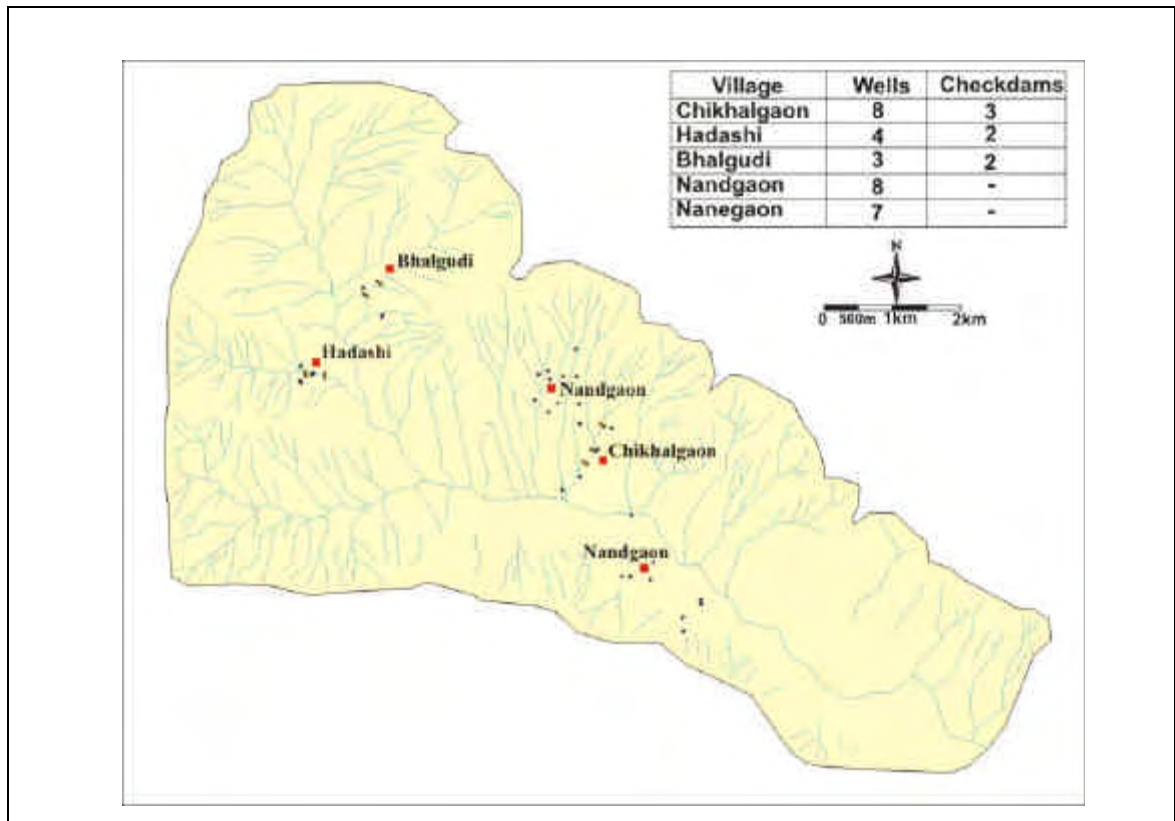 Village Wells Checkdams
Chikhalgaon 8 3
Hadashi 4 2
Bhalgudi 3 2
Nandgaon 8 -
Nanegaon 7 -
N
0 500m 1km 2km
Bhalgudi
Hadashi
Nandgaon
Chikhalgaon
Nandgaon